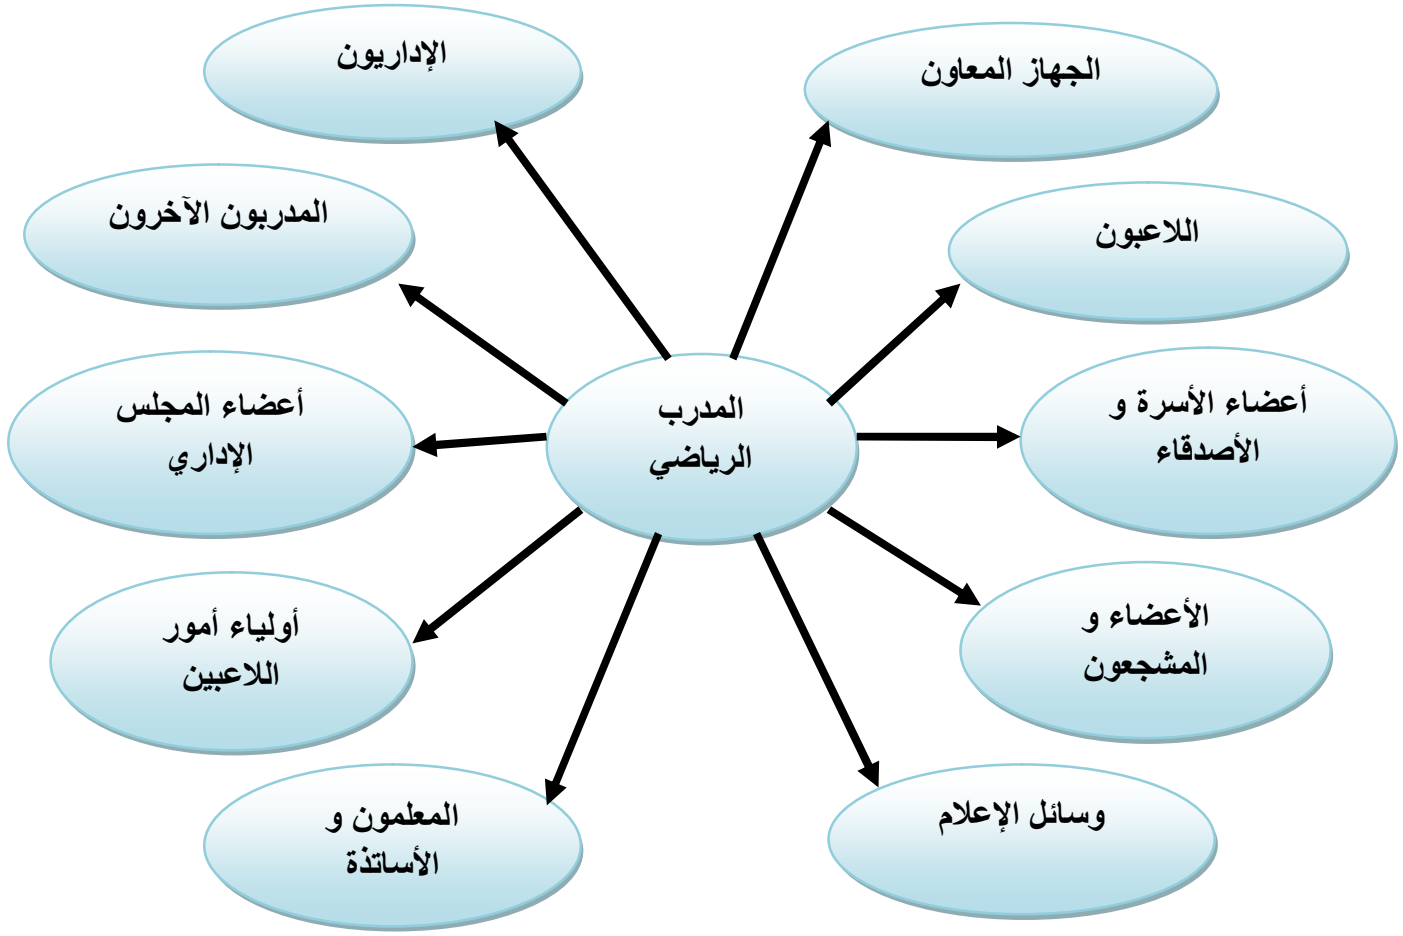 الجهاز المعاون
الإداريون
اللاعبون
المدربون الآخرون
أعضاء الأسرة و
الأصدقاء
المدرب
الرياضي
أعضاء المجلس
الإداري
الأعضاء و
المشجعون
أولياء أمور
اللاعبين
وسائل الإعلام
المعلمون و
الأساتذة